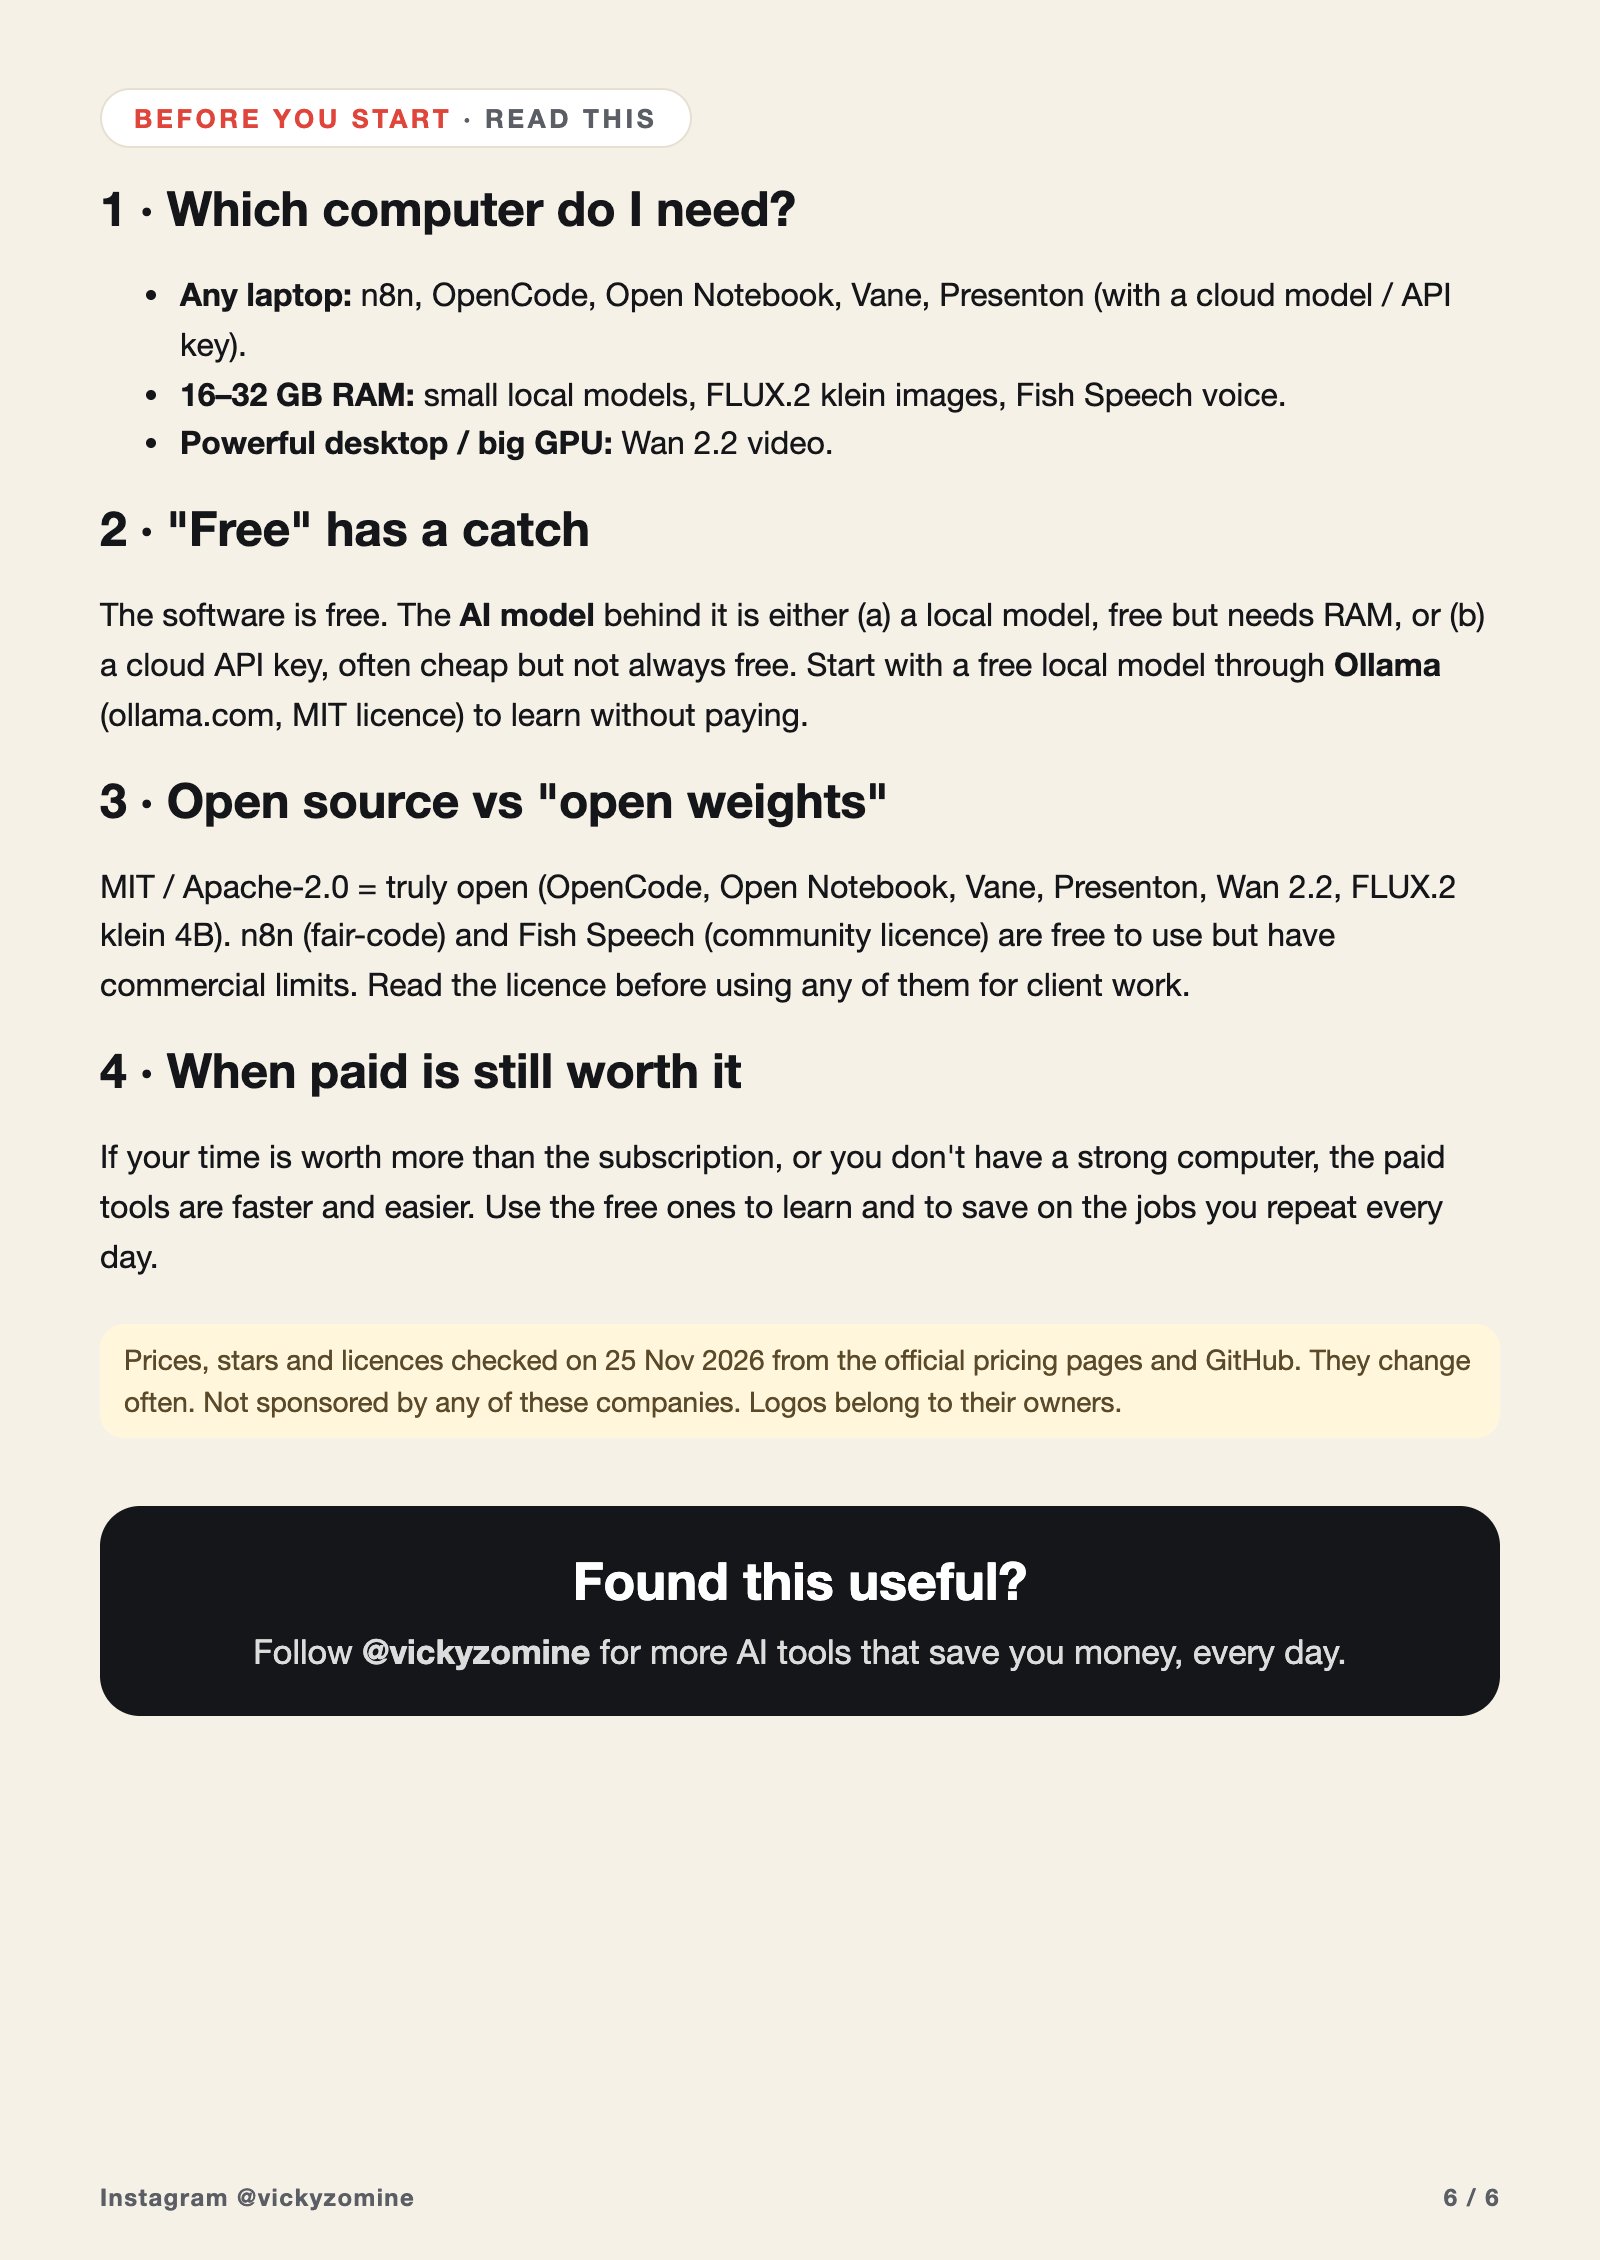 BEFORE YOU START · READ THIS
1 · Which computer do I need?
• Any laptop: n8n, OpenCode, Open Notebook, Vane, Presenton (with a cloud model / API
key).
• 16–32 GB RAM: small local models, FLUX.2 klein images, Fish Speech voice.
• Powerful desktop / big GPU: Wan 2.2 video.
2 · "Free" has a catch
The software is free. The AI model behind it is either (a) a local model, free but needs RAM, or (b)
a cloud API key, often cheap but not always free. Start with a free local model through Ollama
(ollama.com, MIT licence) to learn without paying.
3 · Open source vs "open weights"
MIT / Apache-2.0 = truly open (OpenCode, Open Notebook, Vane, Presenton, Wan 2.2, FLUX.2
klein 4B). n8n (fair-code) and Fish Speech (community licence) are free to use but have
commercial limits. Read the licence before using any of them for client work.
4 · When paid is still worth it
If your time is worth more than the subscription, or you don't have a strong computer, the paid
tools are faster and easier. Use the free ones to learn and to save on the jobs you repeat every
day.
Prices, stars and licences checked on 25 Nov 2026 from the official pricing pages and GitHub. They change
often. Not sponsored by any of these companies. Logos belong to their owners.
Found this useful?
Follow @vickyzomine for more AI tools that save you money, every day.
Instagram @vickyzomine
6 / 6